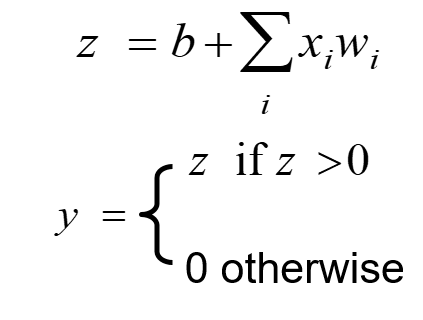 z = b + ∑ x_i w_i
i
z if z > 0
y = {
0 otherwise